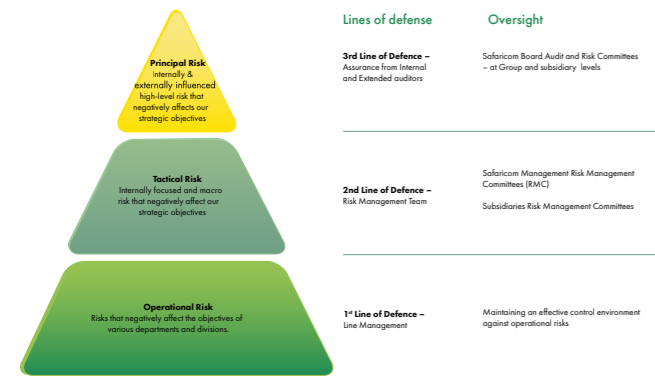 Lines of defense
Oversight
Principal Risk
Internally &
externally influenced
high-level risk that
negatively affects our
strategic objectives
3rd Line of Defence –
Assurance from Internal
and Extended auditors
Safaricom Board Audit and Risk Committees
– at Group and subsidiary levels
Tactical Risk
Internally focused and macro
risk that negatively affect our
strategic objectives
2nd Line of Defence –
Risk Management Team
Safaricom Management Risk Management
Committees (RMC)
Subsidiaries Risk Management Committees
Operational Risk
Risks that negatively affect the objectives of
various departments and divisions.
1st Line of Defence –
Line Management
Maintaining an effective control environment
against operational risks